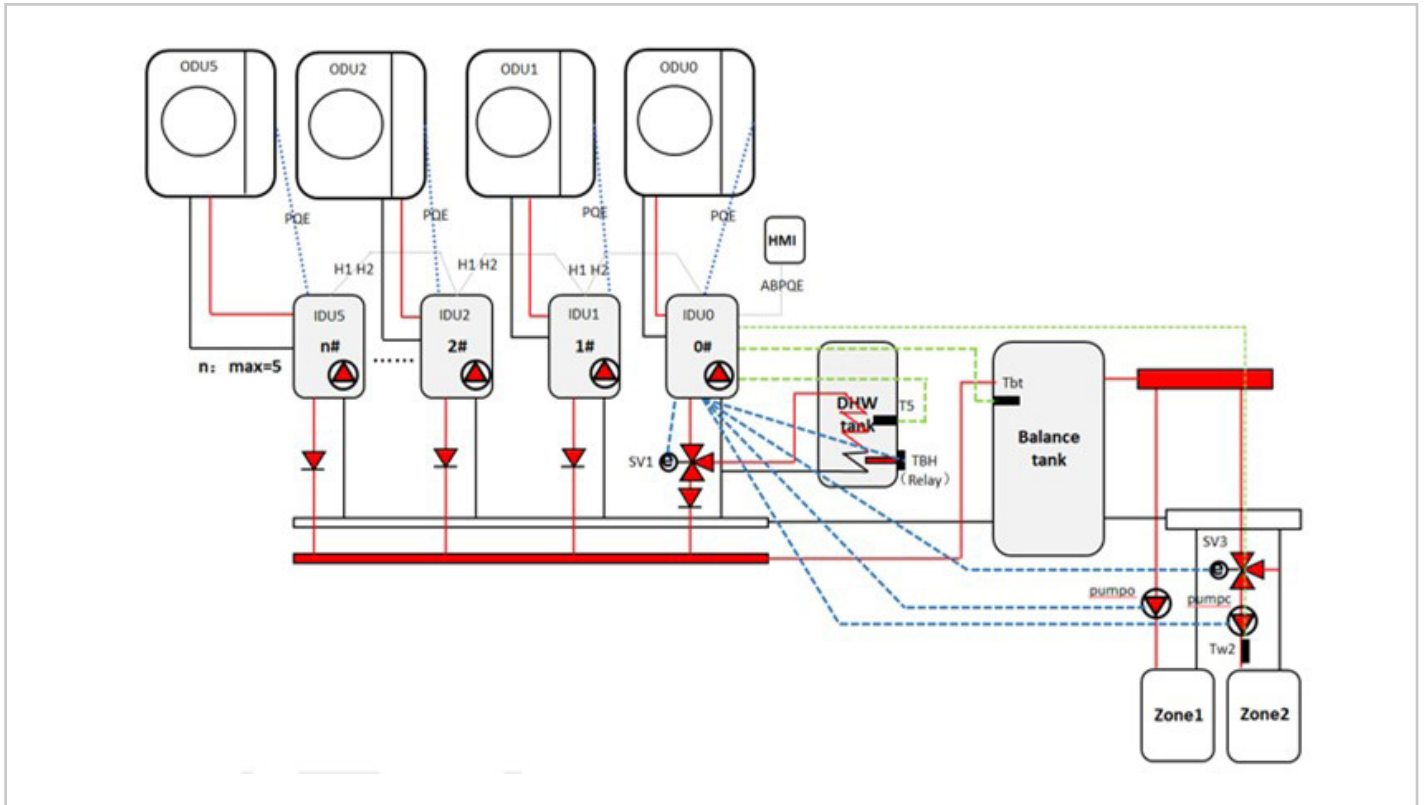 ODU5
ODU2
ODU1
ODU0
PQE
PQE
PQE
PQE
HMI
H1 H2
H1 H2
H1 H2
ABPQE
IDU5
IDU2
IDU1
IDU0
n#
2#
1#
0#
n: max=5
......
Tbt
DHW
tank
T5
Balance
tank
SV1
e
TBH
(Relay)
SV3
e
pumpo
pumpc
Tw2
Zone1
Zone2